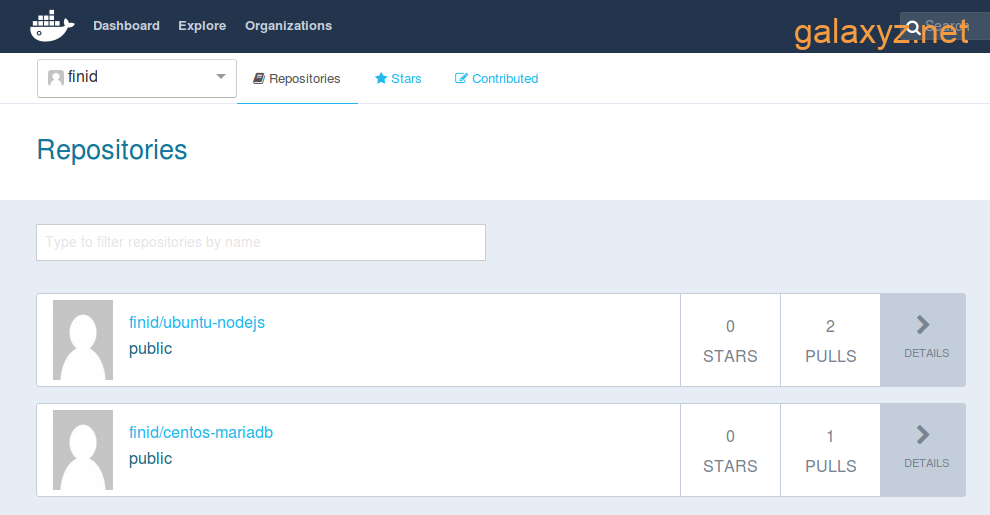 Dashboard Explore Organizations Search
galaxyz.net
finid Repositories Stars Contributed
Repositories
Type to filter repositories by name
finid/ubuntu-nodejs
public
0
STARS
2
PULLS
DETAILS
finid/centos-mariadb
public
0
STARS
1
PULLS
DETAILS